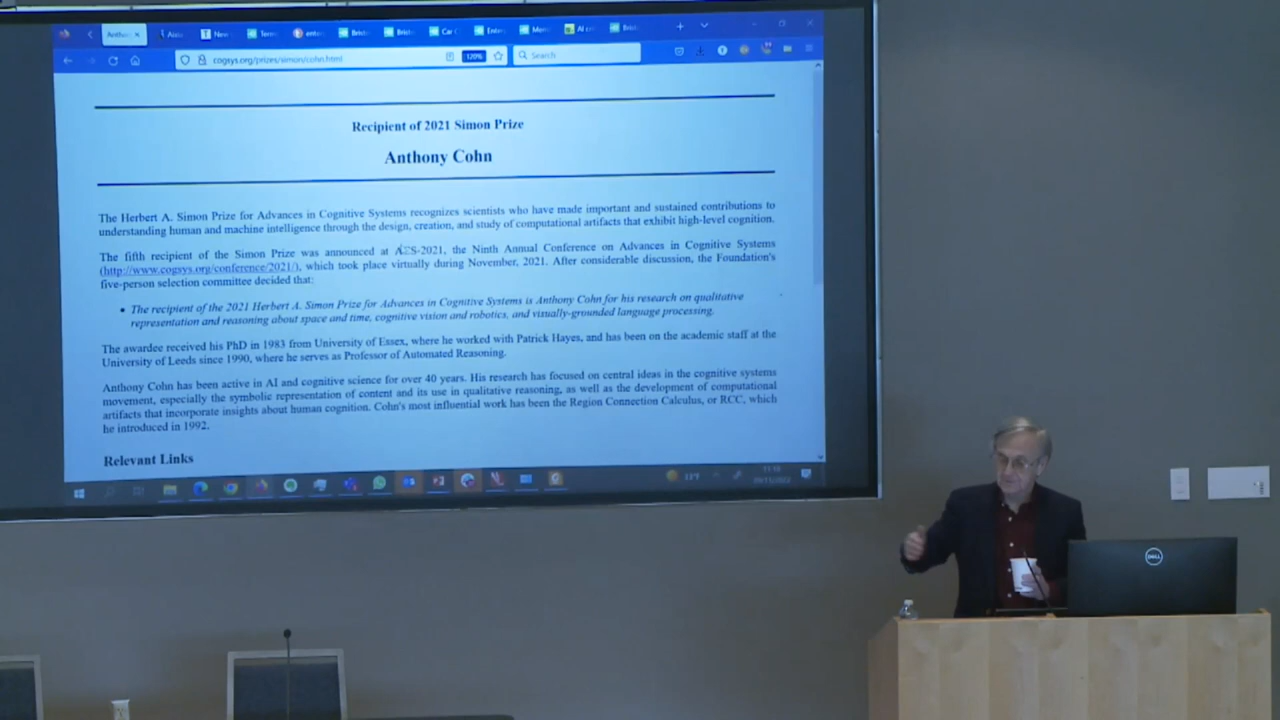 Anthony
New
Car
cogsys.org/prizes/simon/cohn.html
120%
Search
Recipient of 2021 Simon Prize
Anthony Cohn
The Herbert A. Simon Prize for Advances in Cognitive Systems recognizes scientists who have made important and sustained contributions to
understanding human and machine intelligence through the design, creation, and study of computational artifacts that exhibit high-level cognition.
The fifth recipient of the Simon Prize was announced at ACS-2021, the Ninth Annual Conference on Advances in Cognitive Systems
(http://www.cogsys.org/conference/2021/), which took place virtually during November, 2021. After considerable discussion, the Foundation's
five-person selection committee decided that:
• The recipient of the 2021 Herbert A. Simon Prize for Advances in Cognitive Systems is Anthony Cohn for his research on qualitative
representation and reasoning about space and time, cognitive vision and robotics, and visually-grounded language processing.
The awardee received his PhD in 1983 from University of Essex, where he worked with Patrick Hayes, and has been on the academic staff at the
University of Leeds since 1990, where he serves as Professor of Automated Reasoning.
Anthony Cohn has been active in AI and cognitive science for over 40 years. His research has focused on central ideas in the cognitive systems
movement, especially the symbolic representation of content and its use in qualitative reasoning, as well as the development of computational
artifacts that incorporate insights about human cognition. Cohn's most influential work has been the Region Connection Calculus, or RCC, which
he introduced in 1992.
Relevant Links
DELL